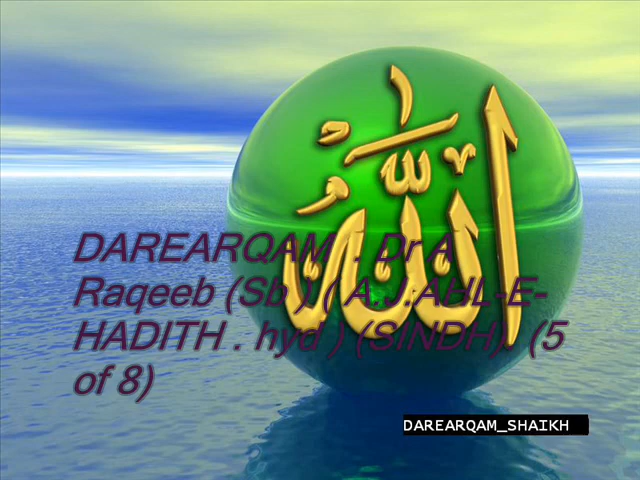 الله
DAREARQAM . Dr A
Raqeeb (Sb ) ( A.J.AHL-E-
HADITH . hyd ) (SINDH). (5
of 8)
DAREARQAM_SHAIKH